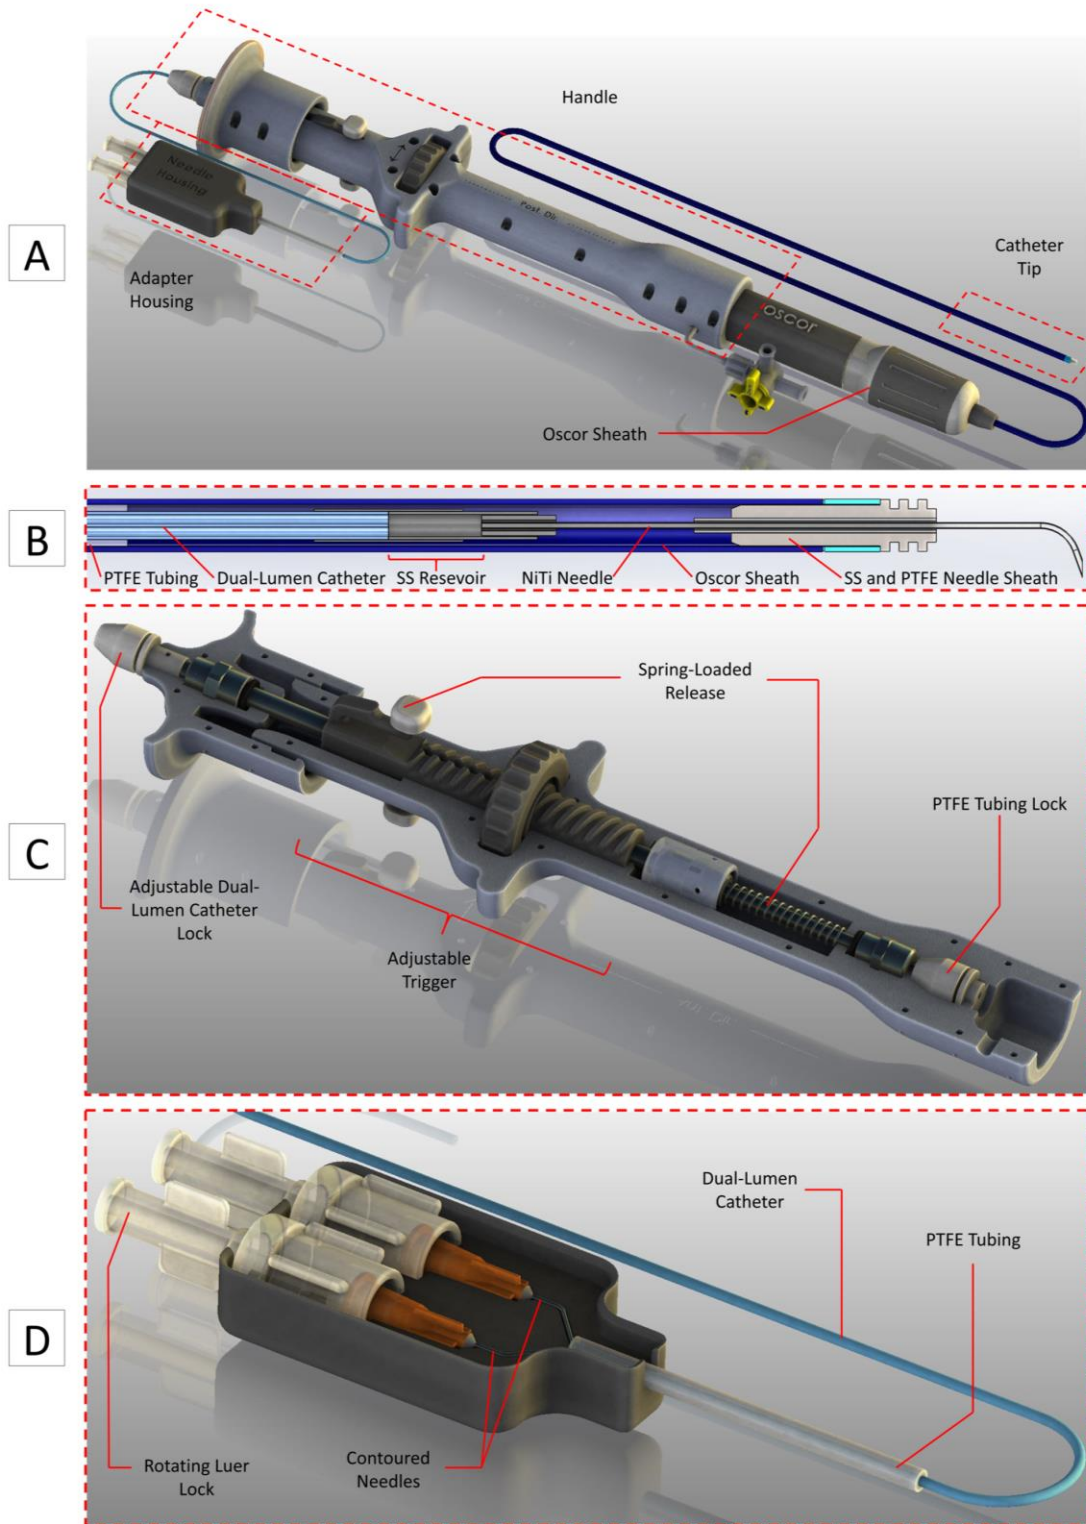 A
Handle
Needle
Housing
Adapter
Housing
Catheter
Tip
oscor
Oscor Sheath
B
PTFE Tubing
Dual-Lumen Catheter
SS Resevoir
NiTi Needle
Oscor Sheath
SS and PTFE Needle Sheath
C
Spring-Loaded
Release
PTFE Tubing Lock
Adjustable Dual-
Lumen Catheter
Lock
Adjustable
Trigger
D
Dual-Lumen
Catheter
PTFE Tubing
Rotating Luer
Lock
Contoured
Needles